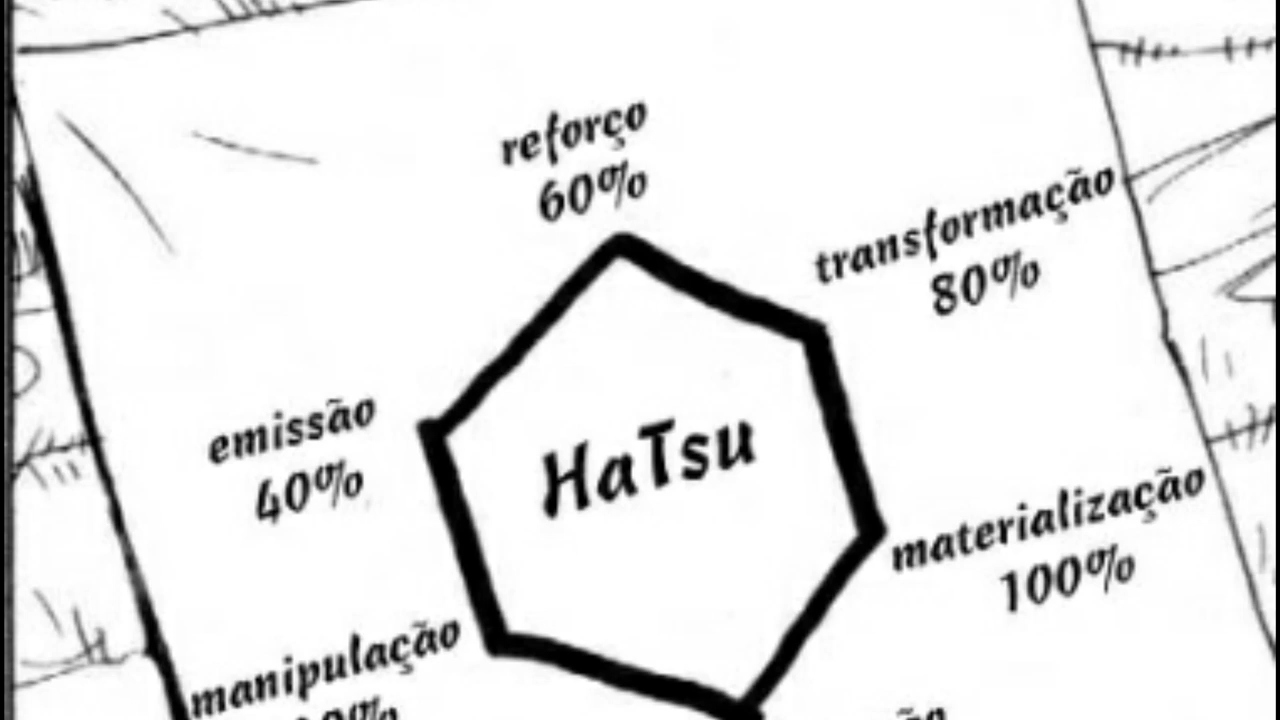 reforço
60%
transformação
80%
emissão
40%
HaTsu
materialização
100%
manipulação